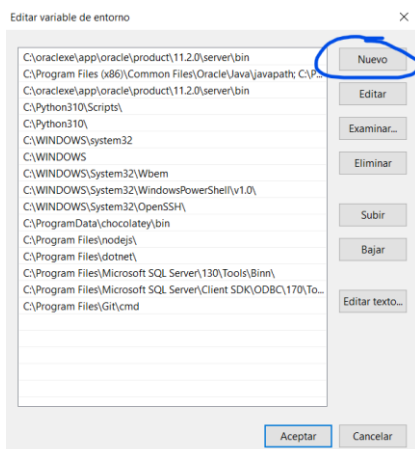 Editar variable de entorno
C:\oraclexe\app\oracle\product\11.2.0\server\bin
C:\Program Files (x86)\Common Files\Oracle\Java\javapath; C:\P...
C:\oraclexe\app\oracle\product\11.2.0\server\bin
C:\Python310\Scripts\
C:\Python310\
C:\WINDOWS\system32
C:\WINDOWS
C:\WINDOWS\System32\Wbem
C:\WINDOWS\System32\WindowsPowerShell\v1.0\
C:\WINDOWS\System32\OpenSSH\
C:\ProgramData\chocolatey\bin
C:\Program Files\nodejs\
C:\Program Files\dotnet\
C:\Program Files\Microsoft SQL Server\130\Tools\Binn\
C:\Program Files\Microsoft SQL Server\Client SDK\ODBC\170\To...
C:\Program Files\Git\cmd
Nuevo
Editar
Examinar...
Eliminar
Subir
Bajar
Editar texto...
Aceptar
Cancelar